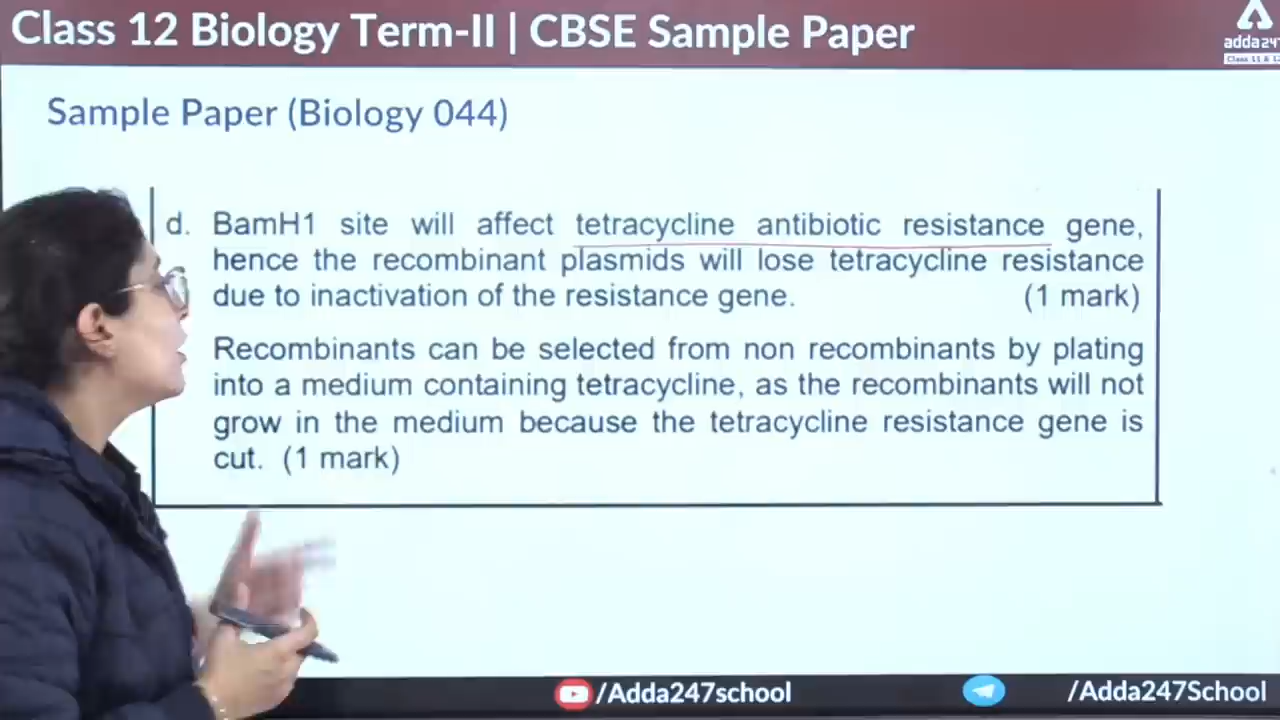 Class 12 Biology Term-II | CBSE Sample Paper
adda247
Class 11 & 12
Sample Paper (Biology 044)
d. BamH1 site will affect tetracycline antibiotic resistance gene,
hence the recombinant plasmids will lose tetracycline resistance
due to inactivation of the resistance gene. (1 mark)
Recombinants can be selected from non recombinants by plating
into a medium containing tetracycline, as the recombinants will not
grow in the medium because the tetracycline resistance gene is
cut. (1 mark)
/Adda247school
/Adda247School